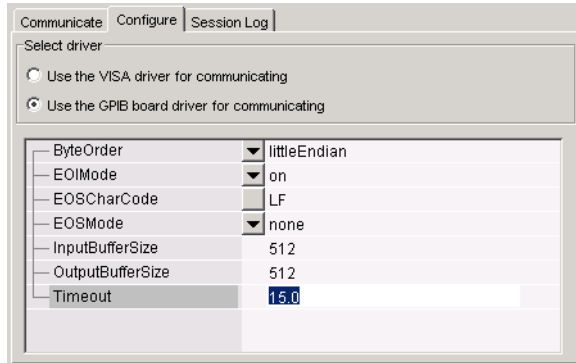 Communicate Configure Session Log
Select driver
Use the VISA driver for communicating
Use the GPIB board driver for communicating
ByteOrder littleEndian
EOIMode on
EOSCharCode LF
EOSMode none
InputBufferSize 512
OutputBufferSize 512
Timeout 15.0